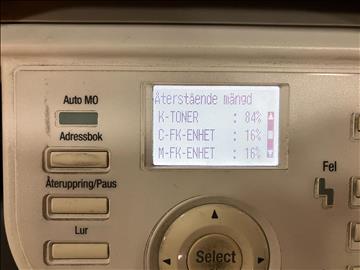 Auto MO
Adressbok
Återuppring/Paus
Lur
Återstående mängd
K-TONER : 84%
C-FK-ENHET : 16%
M-FK-ENHET : 16%
Fel
Select